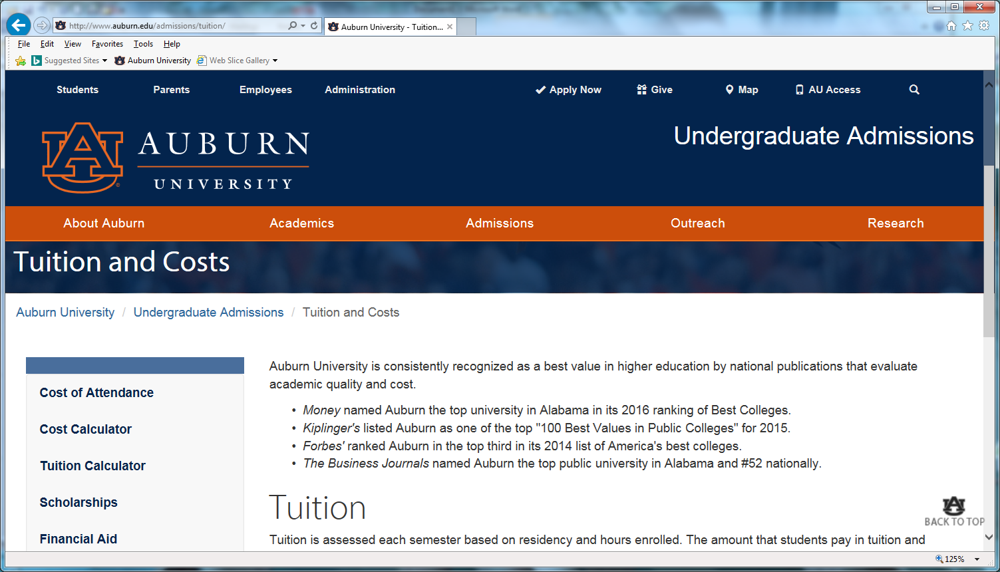 http://www.auburn.edu/admissions/tuition/
Auburn University - Tuition...
File Edit View Favorites Tools Help
Suggested Sites Auburn University Web Slice Gallery
Students Parents Employees Administration Apply Now Give Map AU Access
AUBURN
UNIVERSITY
Undergraduate Admissions
About Auburn Academics Admissions Outreach Research
Tuition and Costs
Auburn University / Undergraduate Admissions / Tuition and Costs
Cost of Attendance
Cost Calculator
Tuition Calculator
Scholarships
Financial Aid
Auburn University is consistently recognized as a best value in higher education by national publications that evaluate
academic quality and cost.
• Money named Auburn the top university in Alabama in its 2016 ranking of Best Colleges.
• Kiplinger's listed Auburn as one of the top "100 Best Values in Public Colleges" for 2015.
• Forbes' ranked Auburn in the top third in its 2014 list of America's best colleges.
• The Business Journals named Auburn the top public university in Alabama and #52 nationally.
Tuition
Tuition is assessed each semester based on residency and hours enrolled. The amount that students pay in tuition and
BACK TO TOP
125%